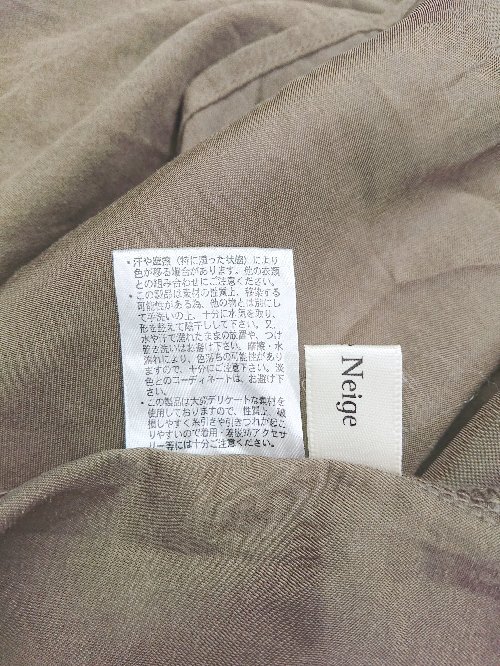 ・汗や摩擦（特に湿った状態）により
色が移る場合があります。他の衣類
との組み合わせにご注意ください。
・この製品は素材の性質上、移染する
可能性がある為、他の物とは別にし
て手洗いの上、十分に水気を取り、
形を整えて陰干しして下さい。又、
水や汗で濡れたままの放置や、つけ
置き洗いはお避け下さい。摩擦・水
濡れにより、色落ちの可能性があり
ますので、十分にご注意下さい。淡
色とのコーディネートは、お避け下
さい。
・この製品は大変デリケートな素材を
使用しておりますので、性質上、破
損しやすく糸引きや引きつれが起こ
りやすいので着用・着脱時アクセサ
リー等には十分ご注意ください。
Neige